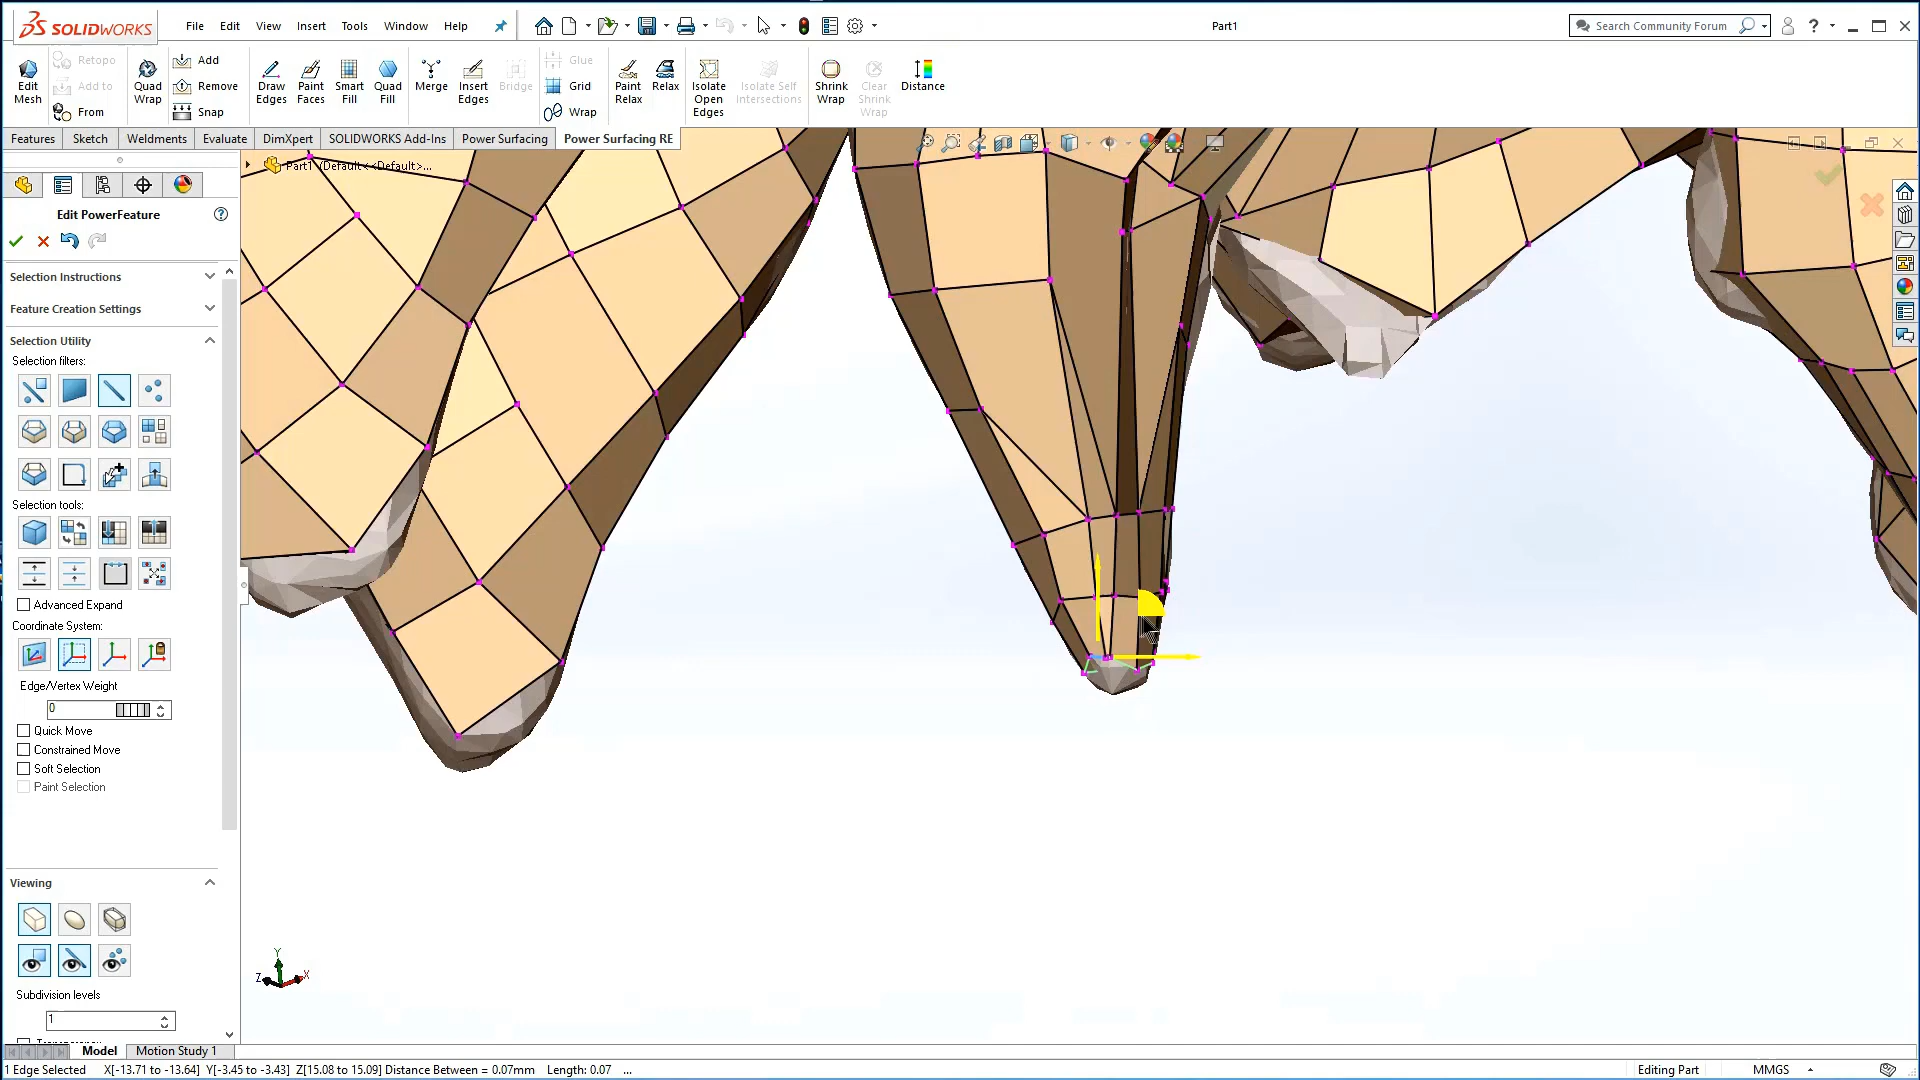 SOLIDWORKS File Edit View Insert Tools Window Help Part1 Search Community Forum ?
Retopo Add Glue
Edit Mesh Add to Quad Wrap Remove Draw Edges Paint Faces Smart Fill Quad Fill Merge Insert Edges Bridge Grid Paint Relax Relax Isolate Open Edges Isolate Self Intersections Shrink Wrap Clear Shrink Wrap Distance
From Snap Wrap
Features Sketch Weldments Evaluate DimXpert SOLIDWORKS Add-Ins Power Surfacing Power Surfacing RE
Part1 (Default<<Default>...
Edit PowerFeature ?
Selection Instructions
Feature Creation Settings
Selection Utility
Selection filters:
Selection tools:
Advanced Expand
Coordinate System:
Edge/Vertex Weight
0
Quick Move
Constrained Move
Soft Selection
Paint Selection
Viewing
Y
Z X
Subdivision levels
1
Model Motion Study 1
1 Edge Selected X[-13.71 to -13.64] Y[-3.45 to -3.43] Z[15.08 to 15.09] Distance Between = 0.07mm Length: 0.07 ... Editing Part MMGS